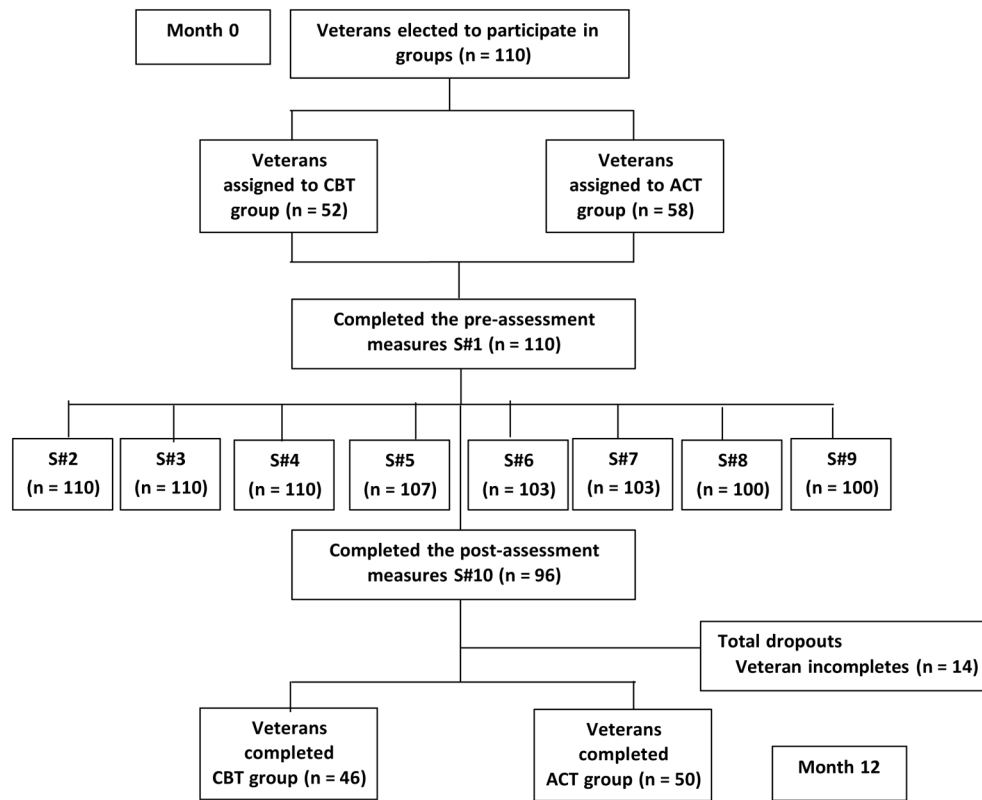 Month 0
Veterans elected to participate in
groups (n = 110)
Veterans
assigned to CBT
group (n = 52)
Veterans
assigned to ACT
group (n = 58)
Completed the pre-assessment
measures S#1 (n = 110)
S#2
(n = 110)
S#3
(n = 110)
S#4
(n = 110)
S#5
(n = 107)
S#6
(n = 103)
S#7
(n = 103)
S#8
(n = 100)
S#9
(n = 100)
Completed the post-assessment
measures S#10 (n = 96)
Total dropouts
Veteran incompletes (n = 14)
Veterans
completed
CBT group (n = 46)
Veterans
completed
ACT group (n = 50)
Month 12